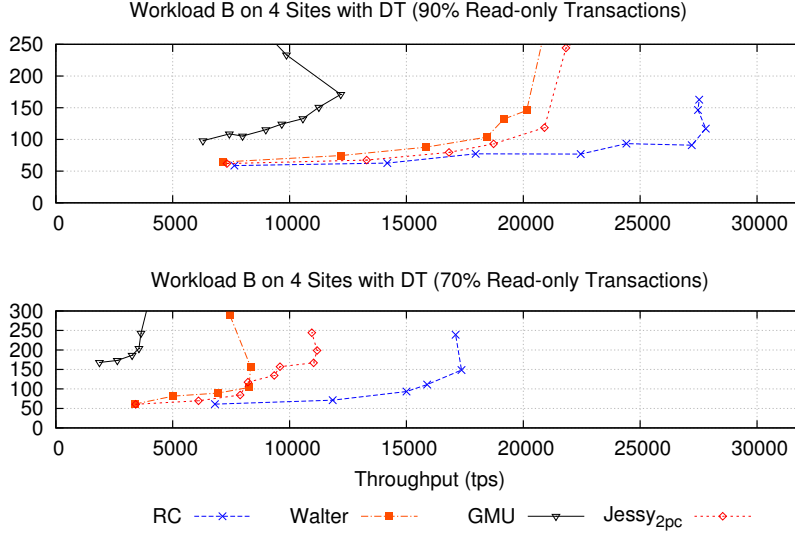 Workload B on 4 Sites with DT (90% Read-only Transactions)
250
200
150
100
50
0
0 5000 10000 15000 20000 25000 30000
Workload B on 4 Sites with DT (70% Read-only Transactions)
300
250
200
150
100
50
0
0 5000 10000 15000 20000 25000 30000
Throughput (tps)
RC Walter GMU Jessy2pc